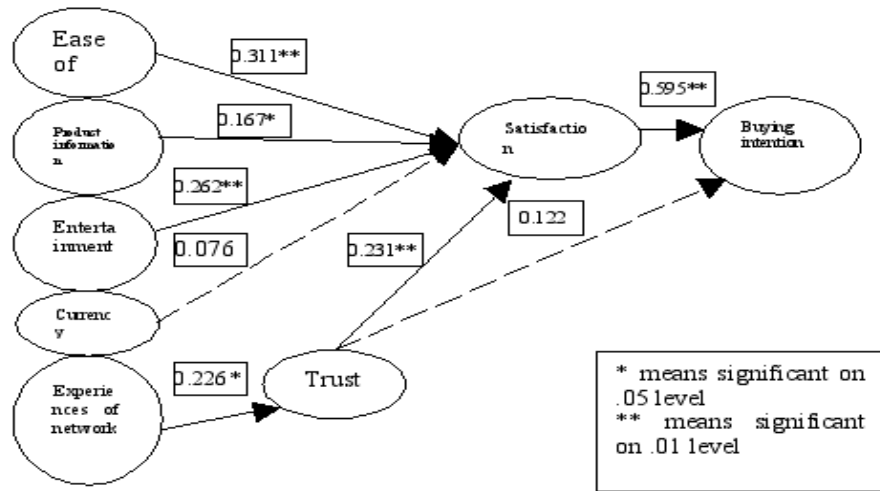 Ease
of
0.311**
Product
informatio
n
0.167*
Enterta
inment
0.262**
0.076
Currenc
y
Experie
nces of
network
0.226*
Trust
0.231**
Satisfactio
n
0.122
0.595**
Buying
intention
* means significant on
.05 level
** means significant
on .01 level